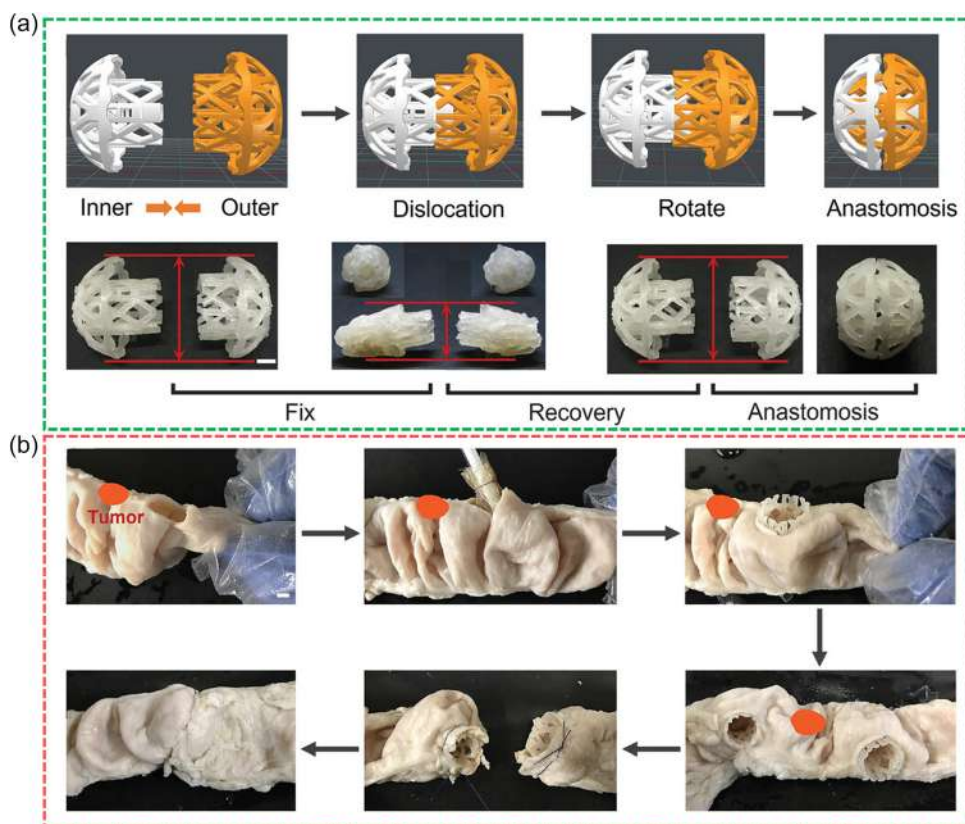 (a)
Inner Outer Dislocation Rotate Anastomosis
Fix Recovery Anastomosis
(b)
Tumor